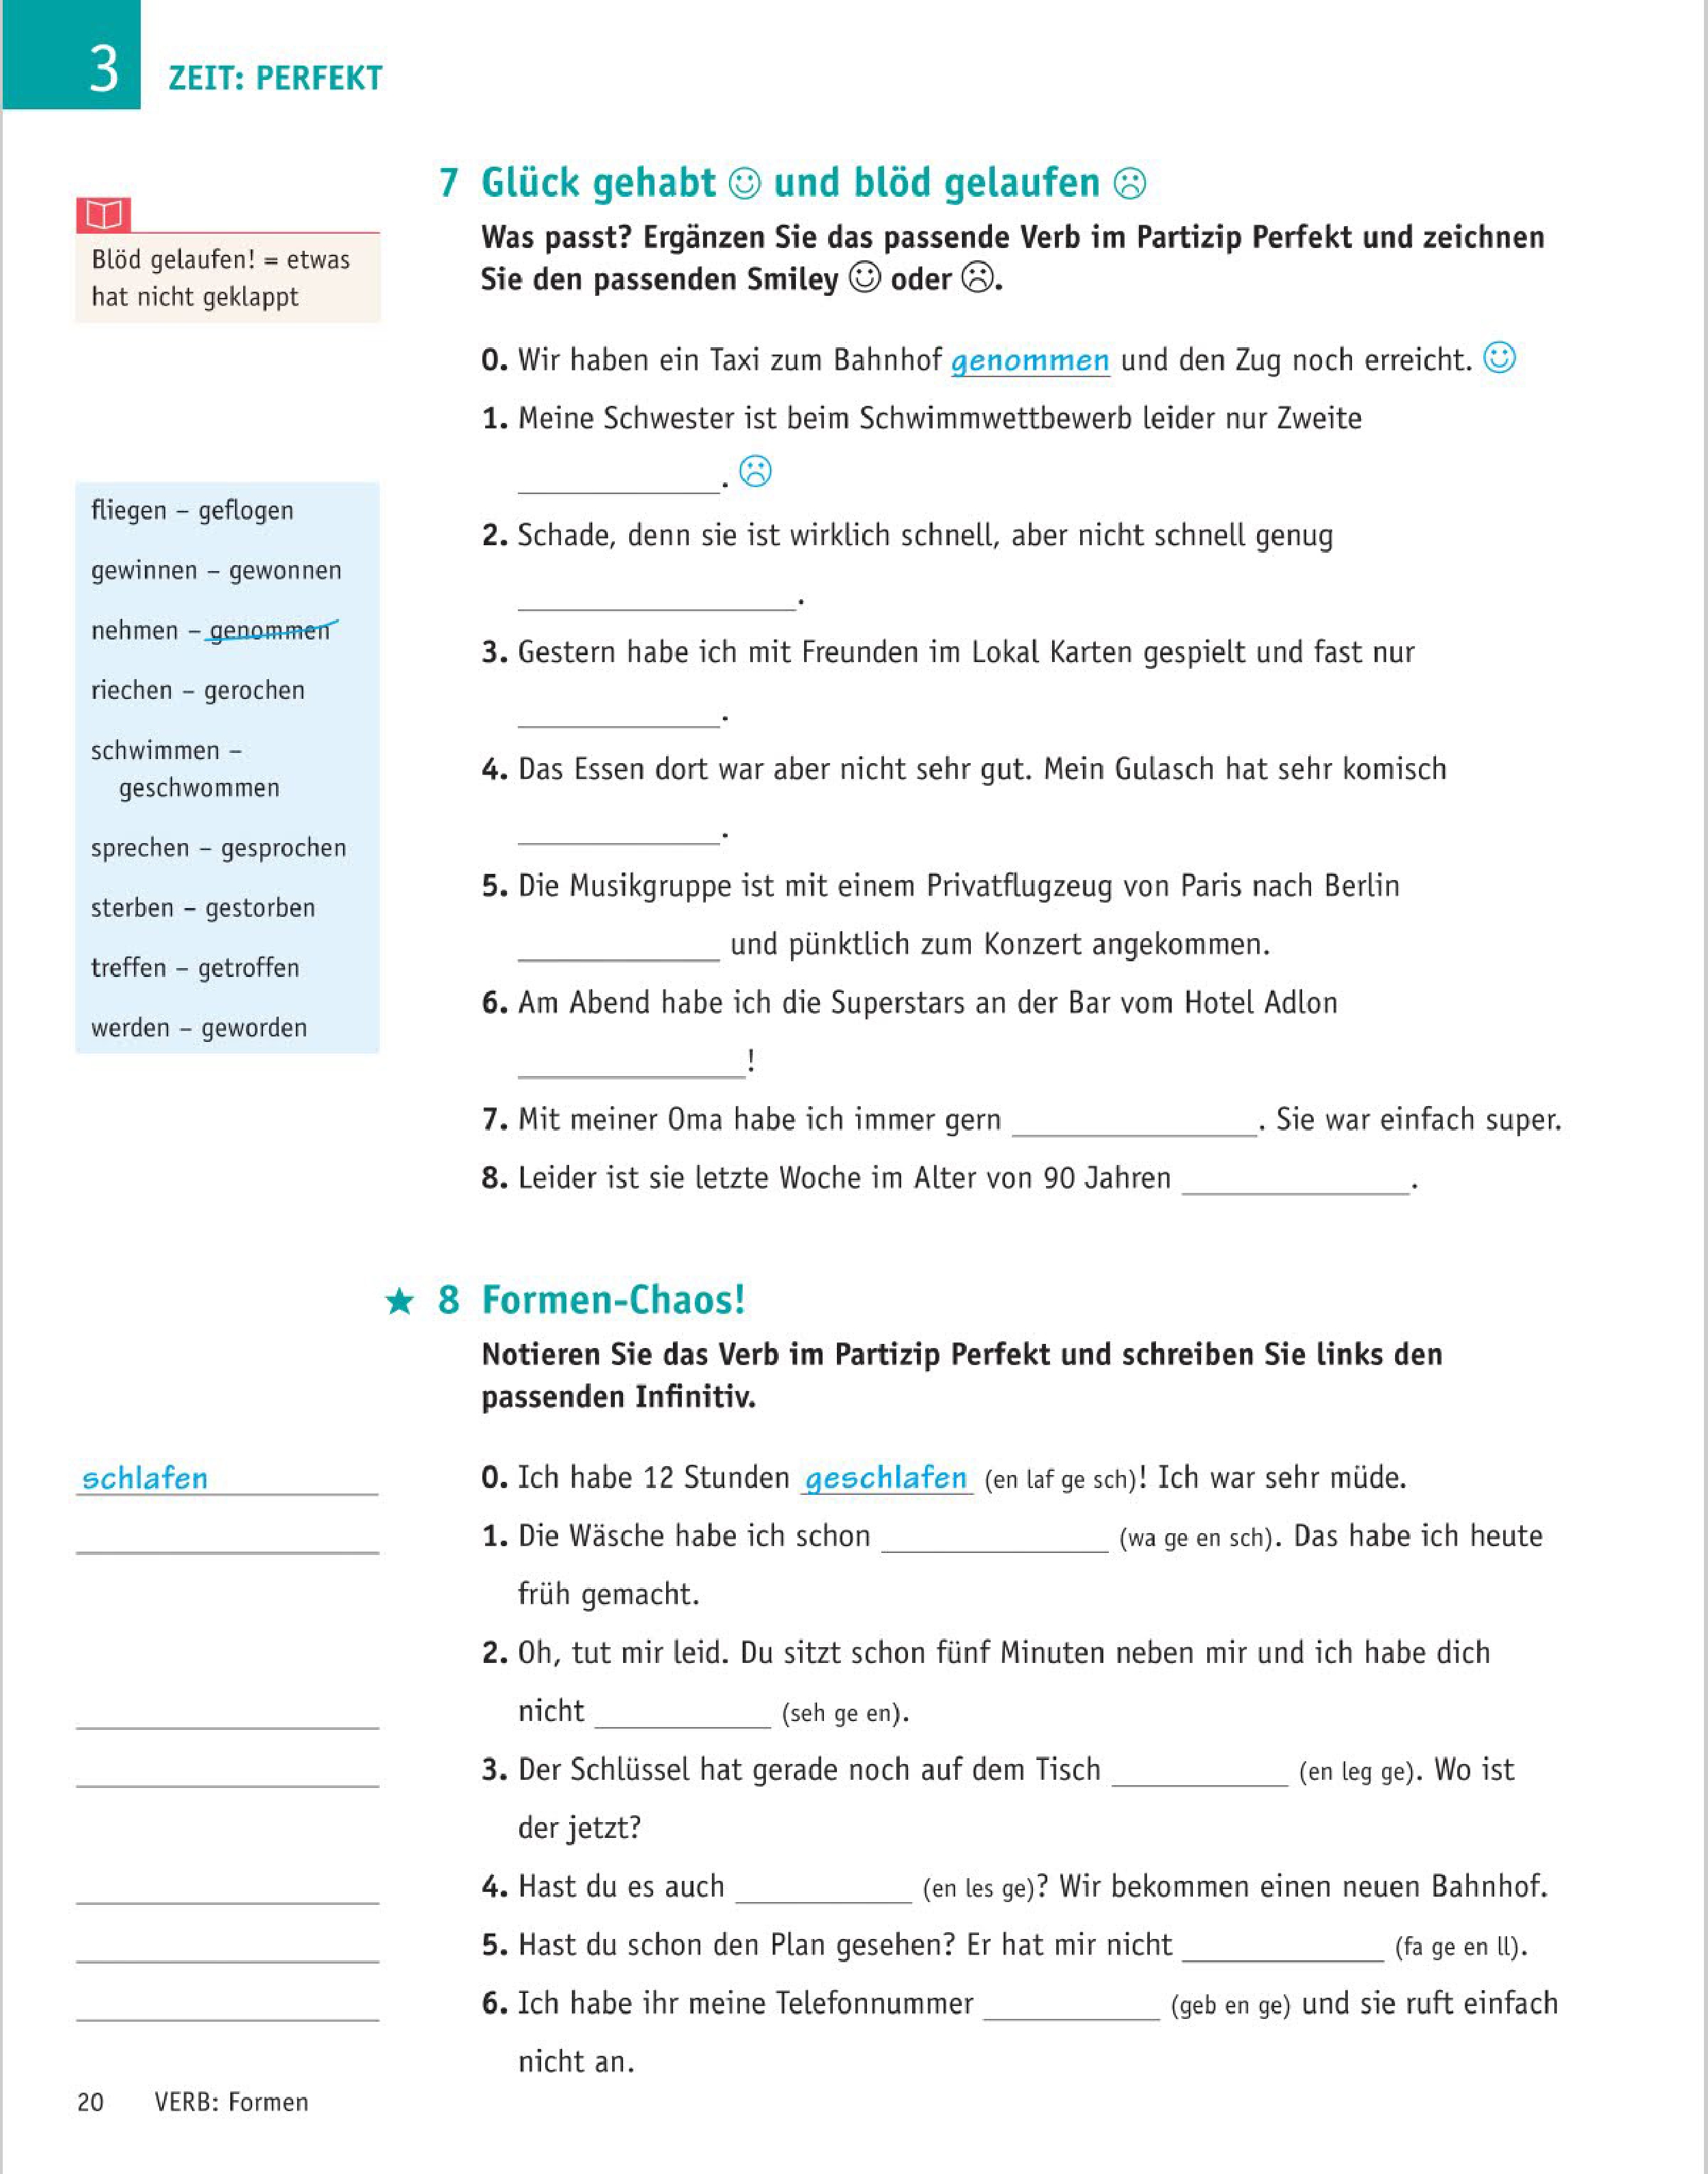 3 ZEIT: PERFEKT
7 Glück gehabt ☺ und blöd gelaufen ☹
Was passt? Ergänzen Sie das passende Verb im Partizip Perfekt und zeichnen
Sie den passenden Smiley ☺ oder ☹.
Blöd gelaufen! = etwas
hat nicht geklappt
0. Wir haben ein Taxi zum Bahnhof genommen und den Zug noch erreicht. ☺
1. Meine Schwester ist beim Schwimmwettbewerb leider nur Zweite
____________. ☹
2. Schade, denn sie ist wirklich schnell, aber nicht schnell genug
________________.
3. Gestern habe ich mit Freunden im Lokal Karten gespielt und fast nur
____________.
4. Das Essen dort war aber nicht sehr gut. Mein Gulasch hat sehr komisch
____________.
5. Die Musikgruppe ist mit einem Privatflugzeug von Paris nach Berlin
____________ und pünktlich zum Konzert angekommen.
6. Am Abend habe ich die Superstars an der Bar vom Hotel Adlon
______________!
7. Mit meiner Oma habe ich immer gern ______________. Sie war einfach super.
8. Leider ist sie letzte Woche im Alter von 90 Jahren ______________.
fliegen – geflogen
gewinnen – gewonnen
nehmen – genommen
riechen – gerochen
schwimmen –
geschwommen
sprechen – gesprochen
sterben – gestorben
treffen – getroffen
werden – geworden
★ 8 Formen-Chaos!
Notieren Sie das Verb im Partizip Perfekt und schreiben Sie links den
passenden Infinitiv.
schlafen
0. Ich habe 12 Stunden geschlafen (en laf ge sch)! Ich war sehr müde.
1. Die Wäsche habe ich schon ______________ (wa ge en sch). Das habe ich heute
früh gemacht.
2. Oh, tut mir leid. Du sitzt schon fünf Minuten neben mir und ich habe dich
nicht ___________ (seh ge en).
3. Der Schlüssel hat gerade noch auf dem Tisch ___________ (en leg ge). Wo ist
der jetzt?
4. Hast du es auch ___________ (en les ge)? Wir bekommen einen neuen Bahnhof.
5. Hast du schon den Plan gesehen? Er hat mir nicht ____________ (fa ge en ll).
6. Ich habe ihr meine Telefonnummer ___________ (geb en ge) und sie ruft einfach
nicht an.
20 VERB: Formen